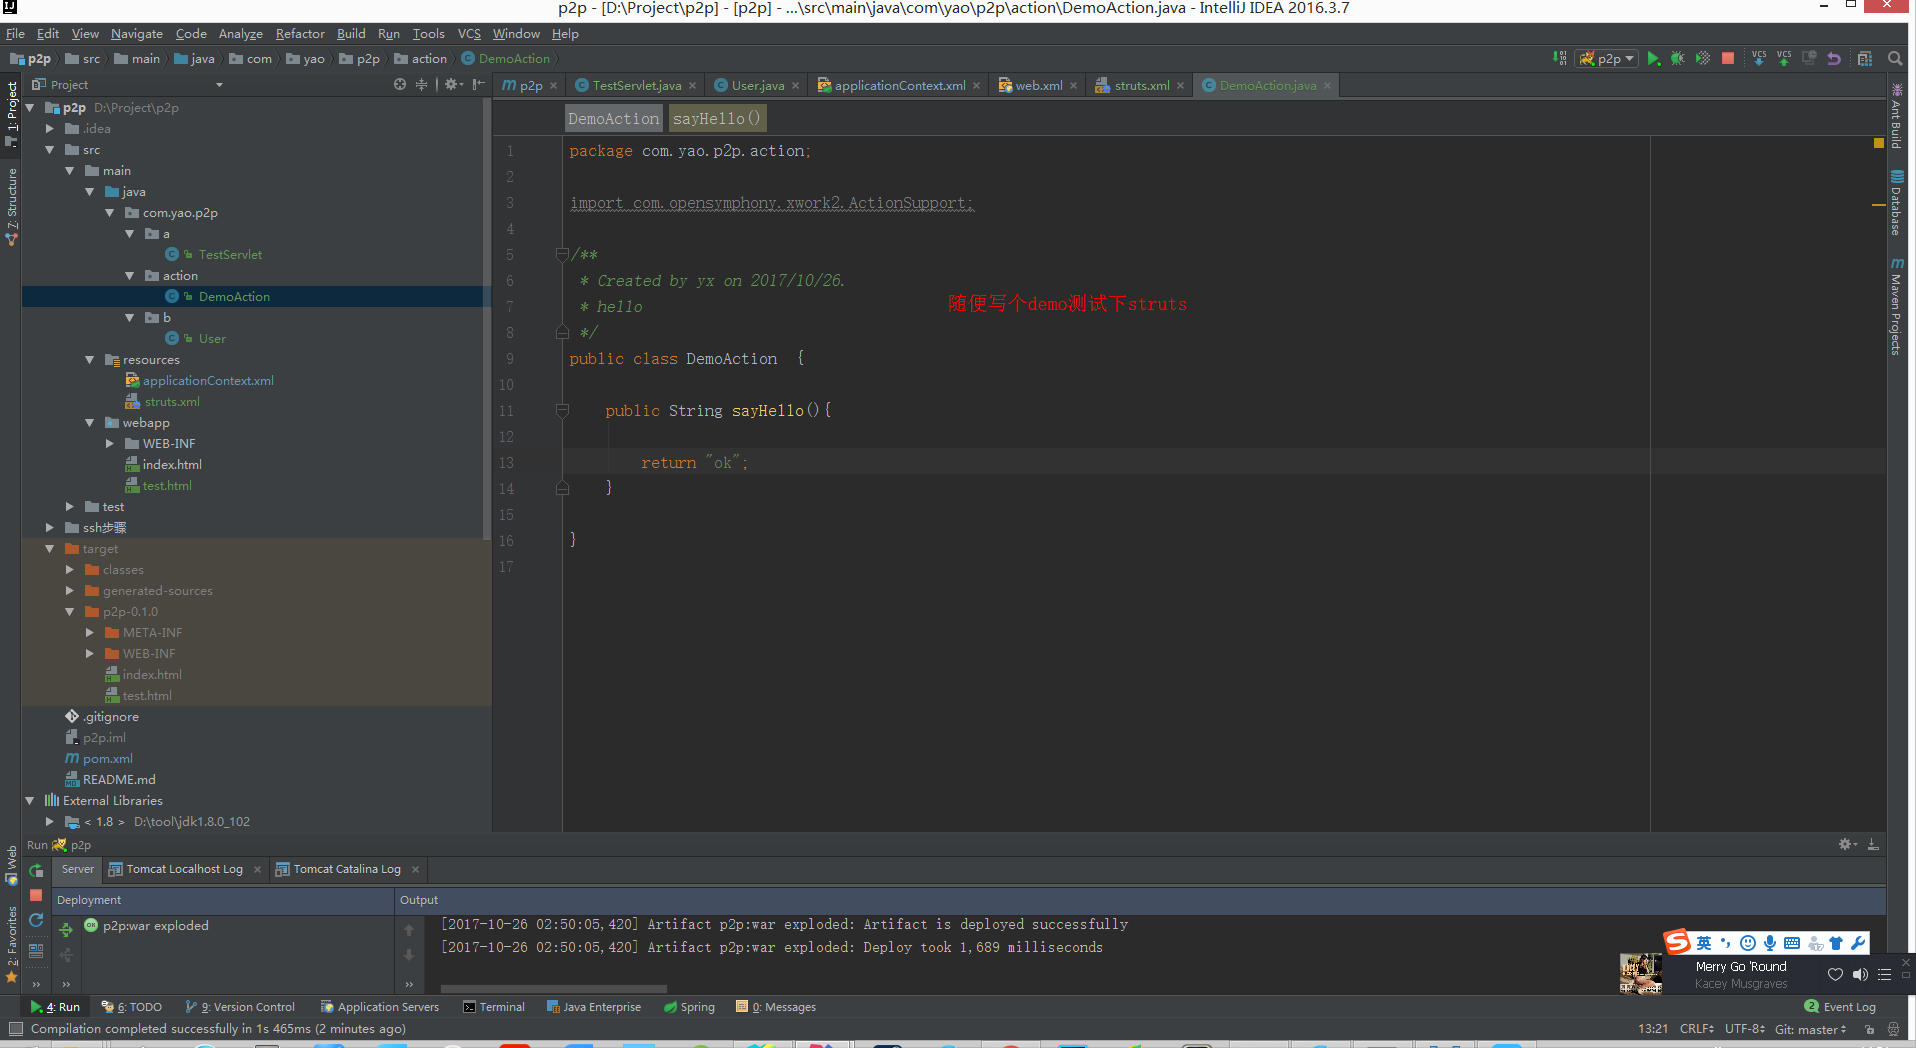 p2p - [D:\Project\p2p] - [p2p] - ...\src\main\java\com\yao\p2p\action\DemoAction.java - IntelliJ IDEA 2016.3.7
File Edit View Navigate Code Analyze Refactor Build Run Tools VCS Window Help
p2p src main java com yao p2p action DemoAction
p2p
VCS VCS
Project
p2p TestServlet.java User.java applicationContext.xml web.xml struts.xml DemoAction.java
1: Project
7: Structure
Web
2: Favorites
p2p D:\Project\p2p
.idea
src
main
java
com.yao.p2p
a
TestServlet
action
DemoAction
b
User
resources
applicationContext.xml
struts.xml
webapp
WEB-INF
index.html
test.html
test
ssh步骤
target
classes
generated-sources
p2p-0.1.0
META-INF
WEB-INF
index.html
test.html
.gitignore
p2p.iml
pom.xml
README.md
External Libraries
< 1.8 > D:\tool\jdk1.8.0_102
DemoAction sayHello()
1 package com.yao.p2p.action;
2
3 import com.opensymphony.xwork2.ActionSupport;
4
5 /**
6 * Created by yx on 2017/10/26.
7 * hello
8 */
9 public class DemoAction {
10
11 public String sayHello(){
12
13 return "ok";
14 }
15
16 }
17
随便写个demo测试下struts
Ant Build
Database
Maven Projects
Run p2p
Server Tomcat Localhost Log Tomcat Catalina Log
Deployment Output
p2p:war exploded
[2017-10-26 02:50:05,420] Artifact p2p:war exploded: Artifact is deployed successfully
[2017-10-26 02:50:05,420] Artifact p2p:war exploded: Deploy took 1,689 milliseconds
英
Merry Go 'Round
Kacey Musgraves
4: Run 6: TODO 9: Version Control Application Servers Terminal Java Enterprise Spring 0: Messages 2 Event Log
Compilation completed successfully in 1s 465ms (2 minutes ago) 13:21 CRLF UTF-8 Git: master